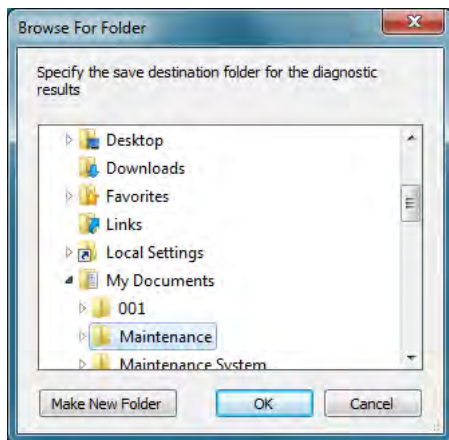 Browse For Folder
Specify the save destination folder for the diagnostic
results
Desktop
Downloads
Favorites
Links
Local Settings
My Documents
001
Maintenance
Maintenance System
Make New Folder
OK
Cancel